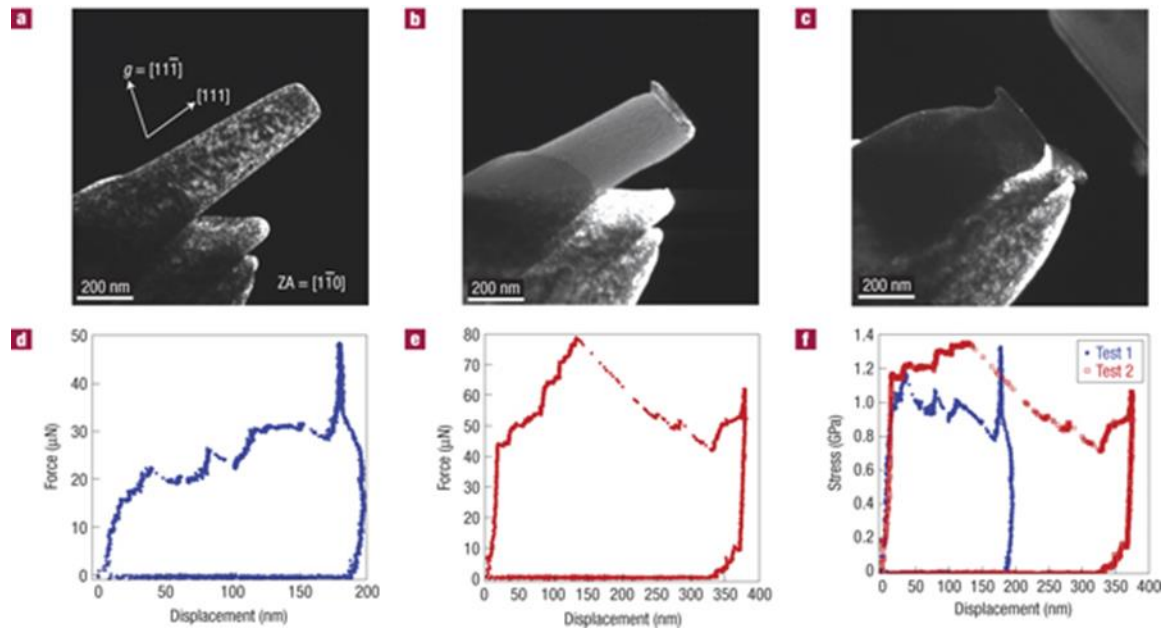 a
b
c
g = [111̄]
[111]
ZA = [11̄0]
200 nm
200 nm
200 nm
d
e
f
50
40
30
20
10
0
Force (μN)
0 50 100 150 200
Displacement (nm)
80
70
60
50
40
30
20
10
0
Force (μN)
0 50 100 150 200 250 300 350 400
Displacement (nm)
1.4
1.2
1.0
0.8
0.6
0.4
0.2
0
Stress (GPa)
Test 1
Test 2
0 50 100 150 200 250 300 350 400
Displacement (nm)